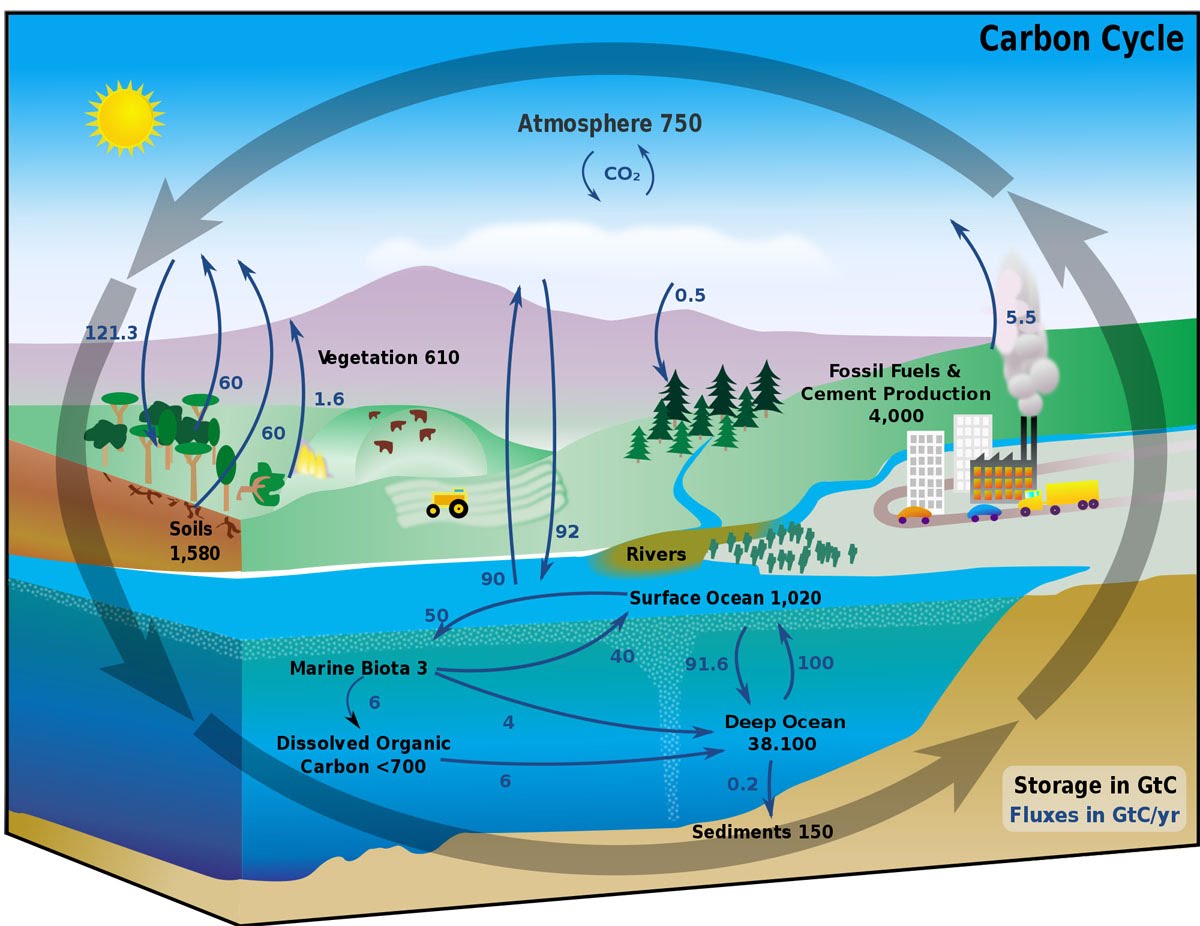 Carbon Cycle
Atmosphere 750
CO₂
0.5
5.5
121.3
Vegetation 610
60
1.6
60
Fossil Fuels &
Cement Production
4,000
Soils
1,580
92
Rivers
90
Surface Ocean 1,020
50
40
91.6
100
Marine Biota 3
6
4
Deep Ocean
38.100
Dissolved Organic
Carbon <700
6
0.2
Storage in GtC
Fluxes in GtC/yr
Sediments 150